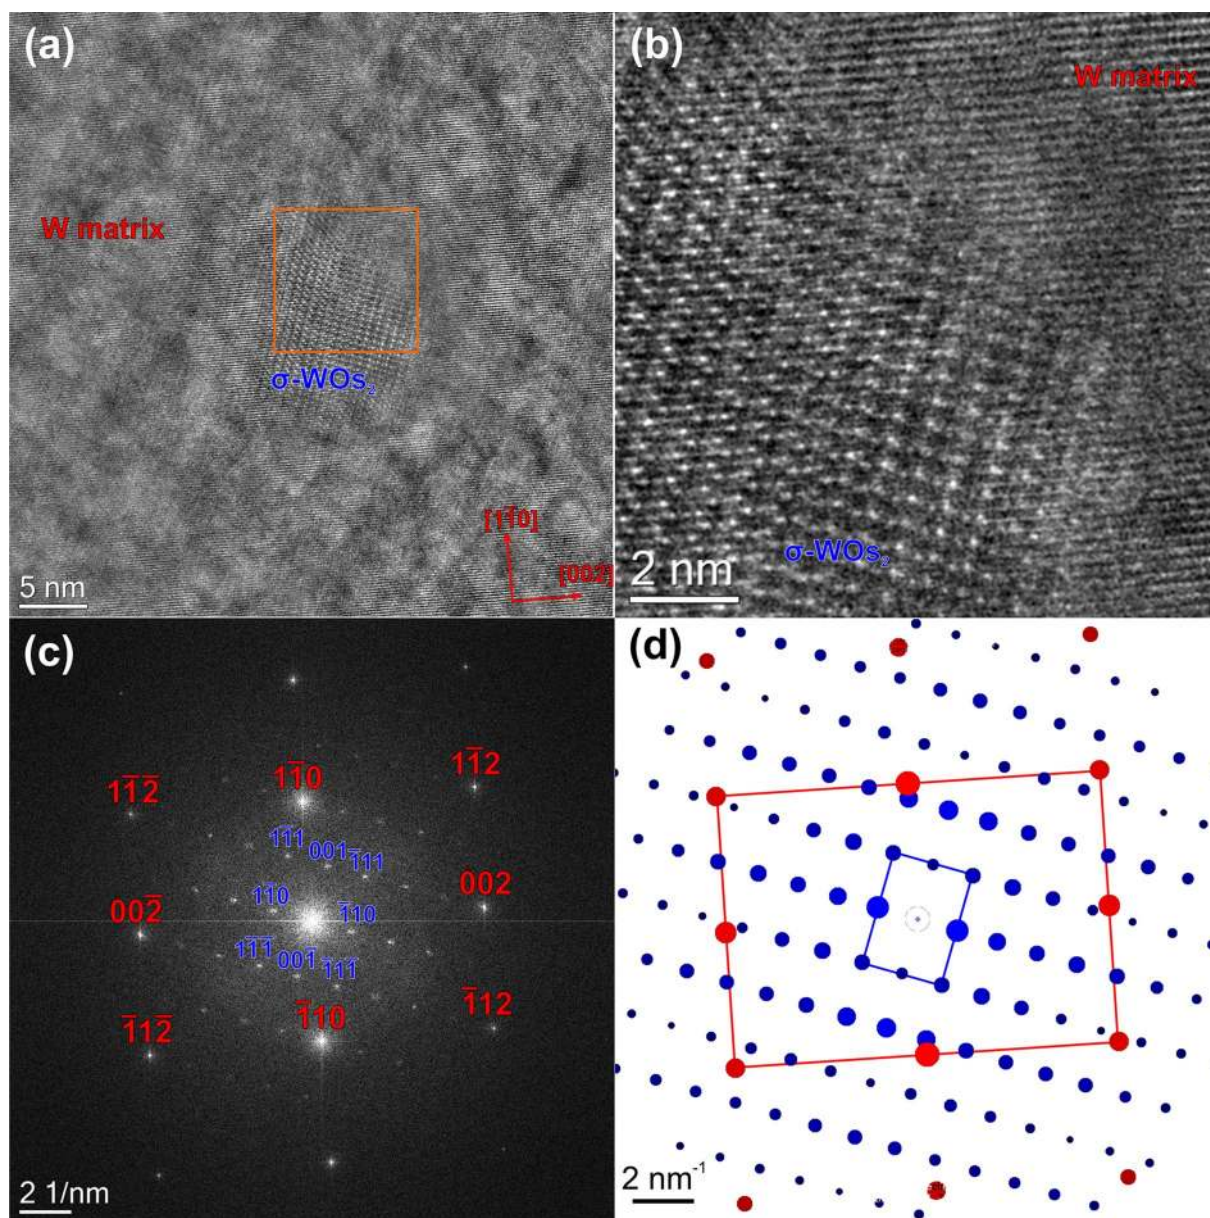 (a)
W matrix
σ-WOs₂
[11̄0]
[002]
5 nm
(b)
W matrix
σ-WOs₂
2 nm
(c)
11̄2̄
11̄0
11̄2
11̄1
001
1̄11
002̄
11̄0
1̄10
002
11̄1̄
001̄
1̄11̄
1̄12̄
1̄10
1̄12
2 1/nm
(d)
2 nm⁻¹